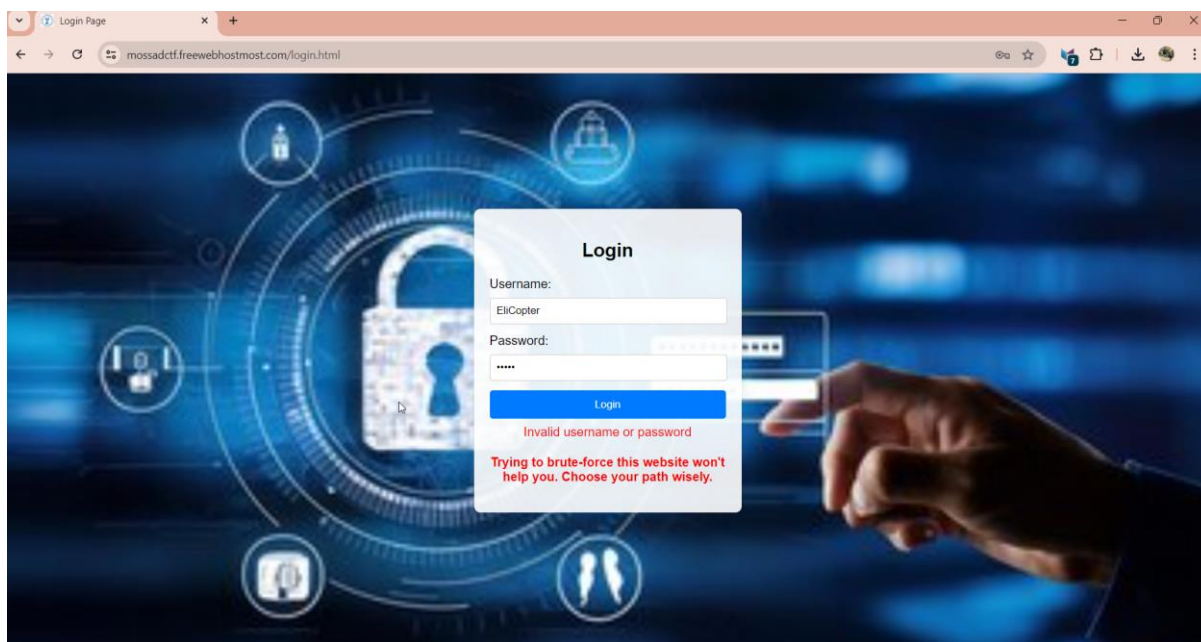 Login Page
mossadctf.freewebhostmost.com/login.html
7
Login
Username:
EliCopter
Password:
•••••
Login
Invalid username or password
Trying to brute-force this website won't
help you. Choose your path wisely.